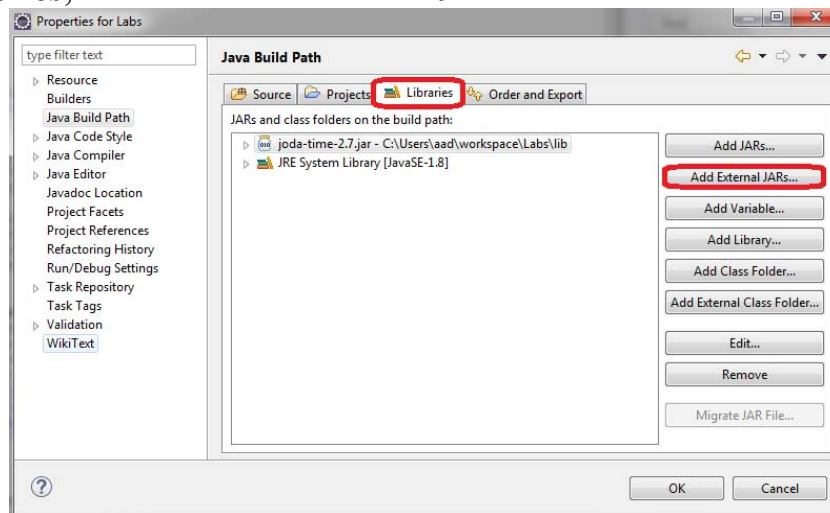 Properties for Labs
type filter text
Resource
Builders
Java Build Path
Java Code Style
Java Compiler
Java Editor
Javadoc Location
Project Facets
Project References
Refactoring History
Run/Debug Settings
Task Repository
Task Tags
Validation
WikiText
Java Build Path
Source Projects Libraries Order and Export
JARs and class folders on the build path:
joda-time-2.7.jar - C:\Users\aad\workspace\Labs\lib
JRE System Library [JavaSE-1.8]
Add JARs...
Add External JARs...
Add Variable...
Add Library...
Add Class Folder...
Add External Class Folder...
Edit...
Remove
Migrate JAR File...
OK Cancel